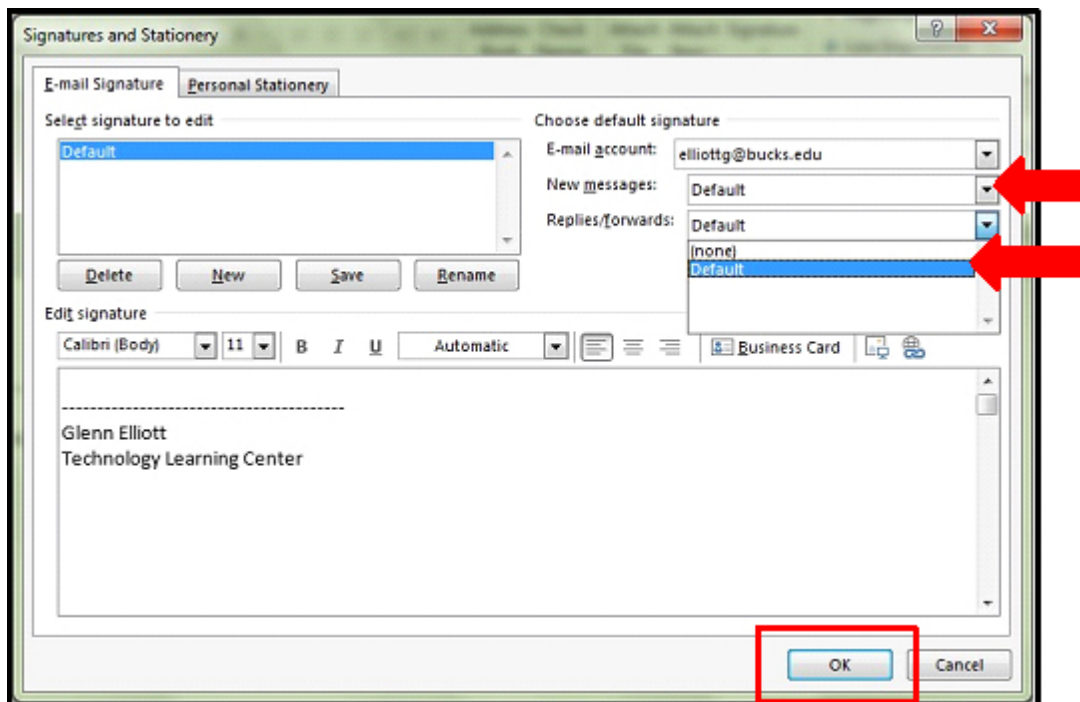 Signatures and Stationery
E-mail Signature
Personal Stationery
Select signature to edit
Default
Delete
New
Save
Rename
Choose default signature
E-mail account:
elliottg@bucks.edu
New messages:
Default
Replies/forwards:
Default
(none)
Default
Edit signature
Calibri (Body)
11
B
I
U
Automatic
Business Card
----------------------------------------
Glenn Elliott
Technology Learning Center
OK
Cancel